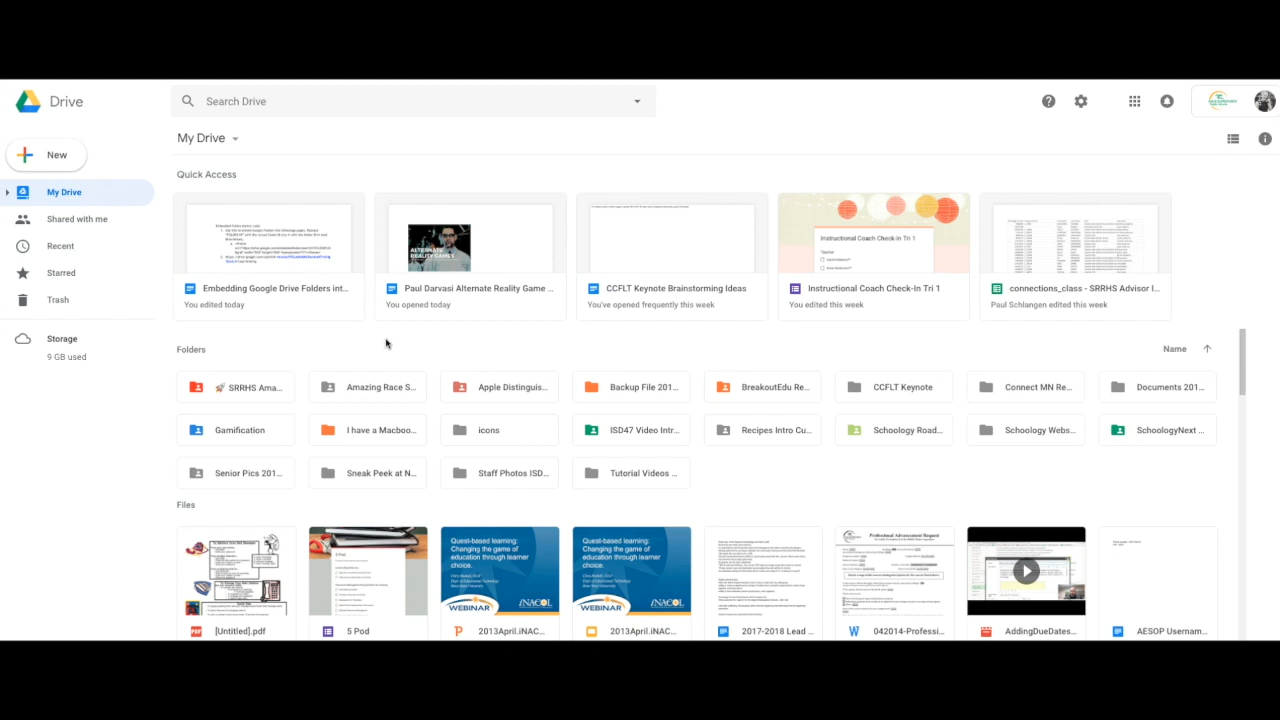 Drive
Search Drive
New
My Drive
Quick Access
My Drive
Shared with me
Recent
Starred
Trash
Storage
9 GB used
ALTERNATE
REALITY GAMES
Instructional Coach Check-In Tri 1
Embedding Google Drive Folders int...
You edited today
Paul Darvasi Alternate Reality Game ...
You opened today
CCFLT Keynote Brainstorming Ideas
You've opened frequently this week
Instructional Coach Check-In Tri 1
You edited this week
connections_class - SRRHS Advisor I...
Paul Schlangen edited this week
Folders
Name
🚀 SRRHS Ama...
Amazing Race S...
Apple Distinguis...
Backup File 201...
BreakoutEdu Re...
CCFLT Keynote
Connect MN Re...
Documents 201...
Gamification
I have a Macboo...
icons
ISD47 Video Intr...
Recipes Intro Cu...
Schoology Road...
Schoology Webs...
SchoologyNext ...
Senior Pics 201...
Sneak Peek at N...
Staff Photos ISD...
Tutorial Videos ...
Files
5 Pod
Quest-based learning:
Changing the game of
education through learner
choice.
WEBINAR
iNACOL
Quest-based learning:
Changing the game of
education through learner
choice.
WEBINAR
iNACOL
Professional Advancement Request
[Untitled].pdf
5 Pod
2013April.iNAC...
2013April.iNAC...
2017-2018 Lead ...
042014-Professi...
AddingDueDates...
AESOP Usernam...